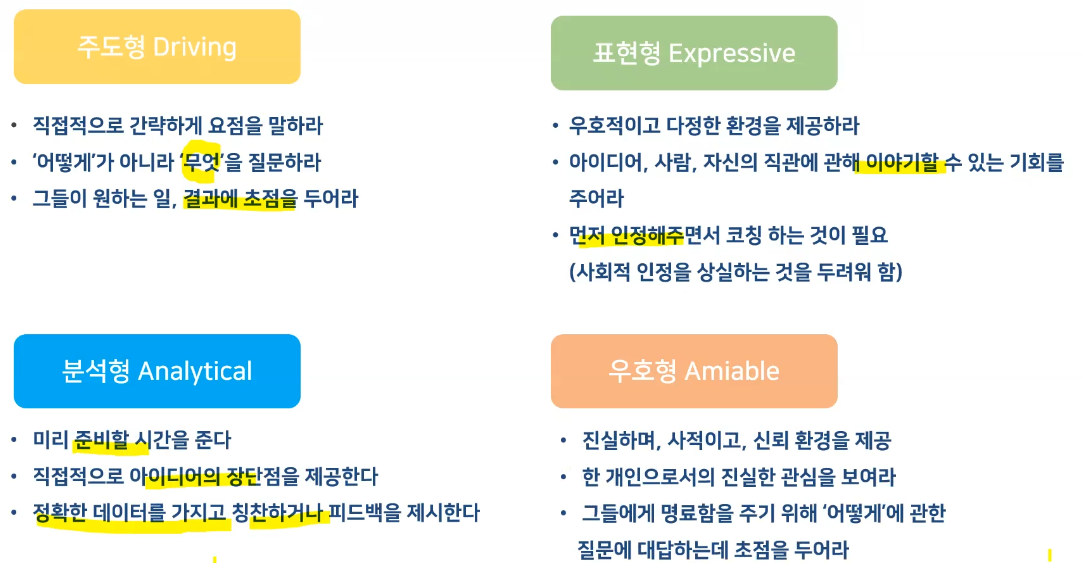 주도형 Driving
• 직접적으로 간략하게 요점을 말하라
• ‘어떻게’가 아니라 ‘무엇’을 질문하라
• 그들이 원하는 일, 결과에 초점을 두어라
표현형 Expressive
• 우호적이고 다정한 환경을 제공하라
• 아이디어, 사람, 자신의 직관에 관해 이야기할 수 있는 기회를
주어라
• 먼저 인정해주면서 코칭 하는 것이 필요
(사회적 인정을 상실하는 것을 두려워 함)
분석형 Analytical
• 미리 준비할 시간을 준다
• 직접적으로 아이디어의 장단점을 제공한다
• 정확한 데이터를 가지고 칭찬하거나 피드백을 제시한다
우호형 Amiable
• 진실하며, 사적이고, 신뢰 환경을 제공
• 한 개인으로서의 진실한 관심을 보여라
• 그들에게 명료함을 주기 위해 ‘어떻게’에 관한
질문에 대답하는데 초점을 두어라